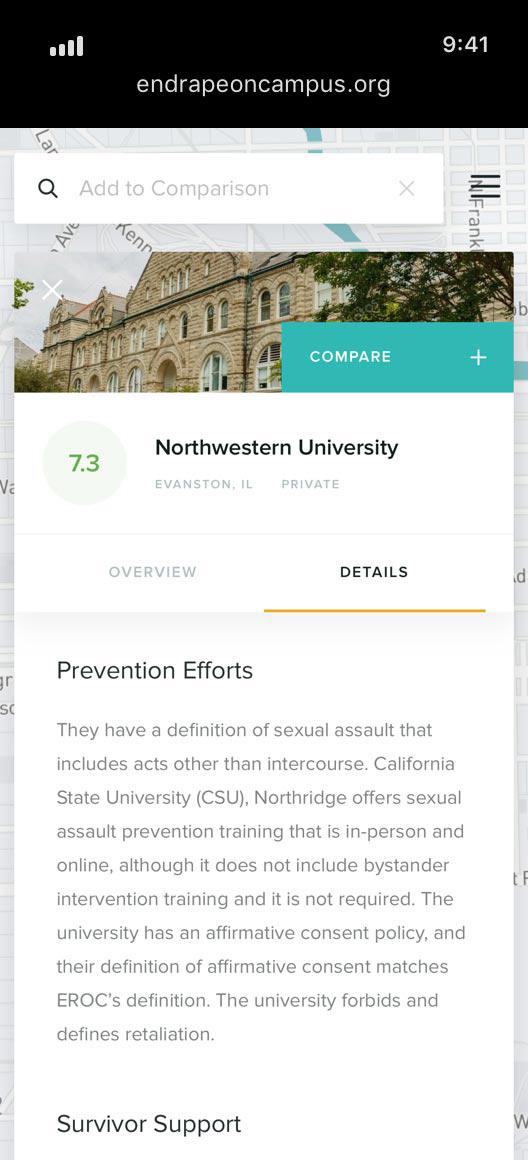 9:41
endrapeoncampus.org
Add to Comparison
N Frank
Kenn
Ave
COMPARE +
7.3
Northwestern University
EVANSTON, IL PRIVATE
OVERVIEW DETAILS
Prevention Efforts
They have a definition of sexual assault that
includes acts other than intercourse. California
State University (CSU), Northridge offers sexual
assault prevention training that is in-person and
online, although it does not include bystander
intervention training and it is not required. The
university has an affirmative consent policy, and
their definition of affirmative consent matches
EROC’s definition. The university forbids and
defines retaliation.
Survivor Support